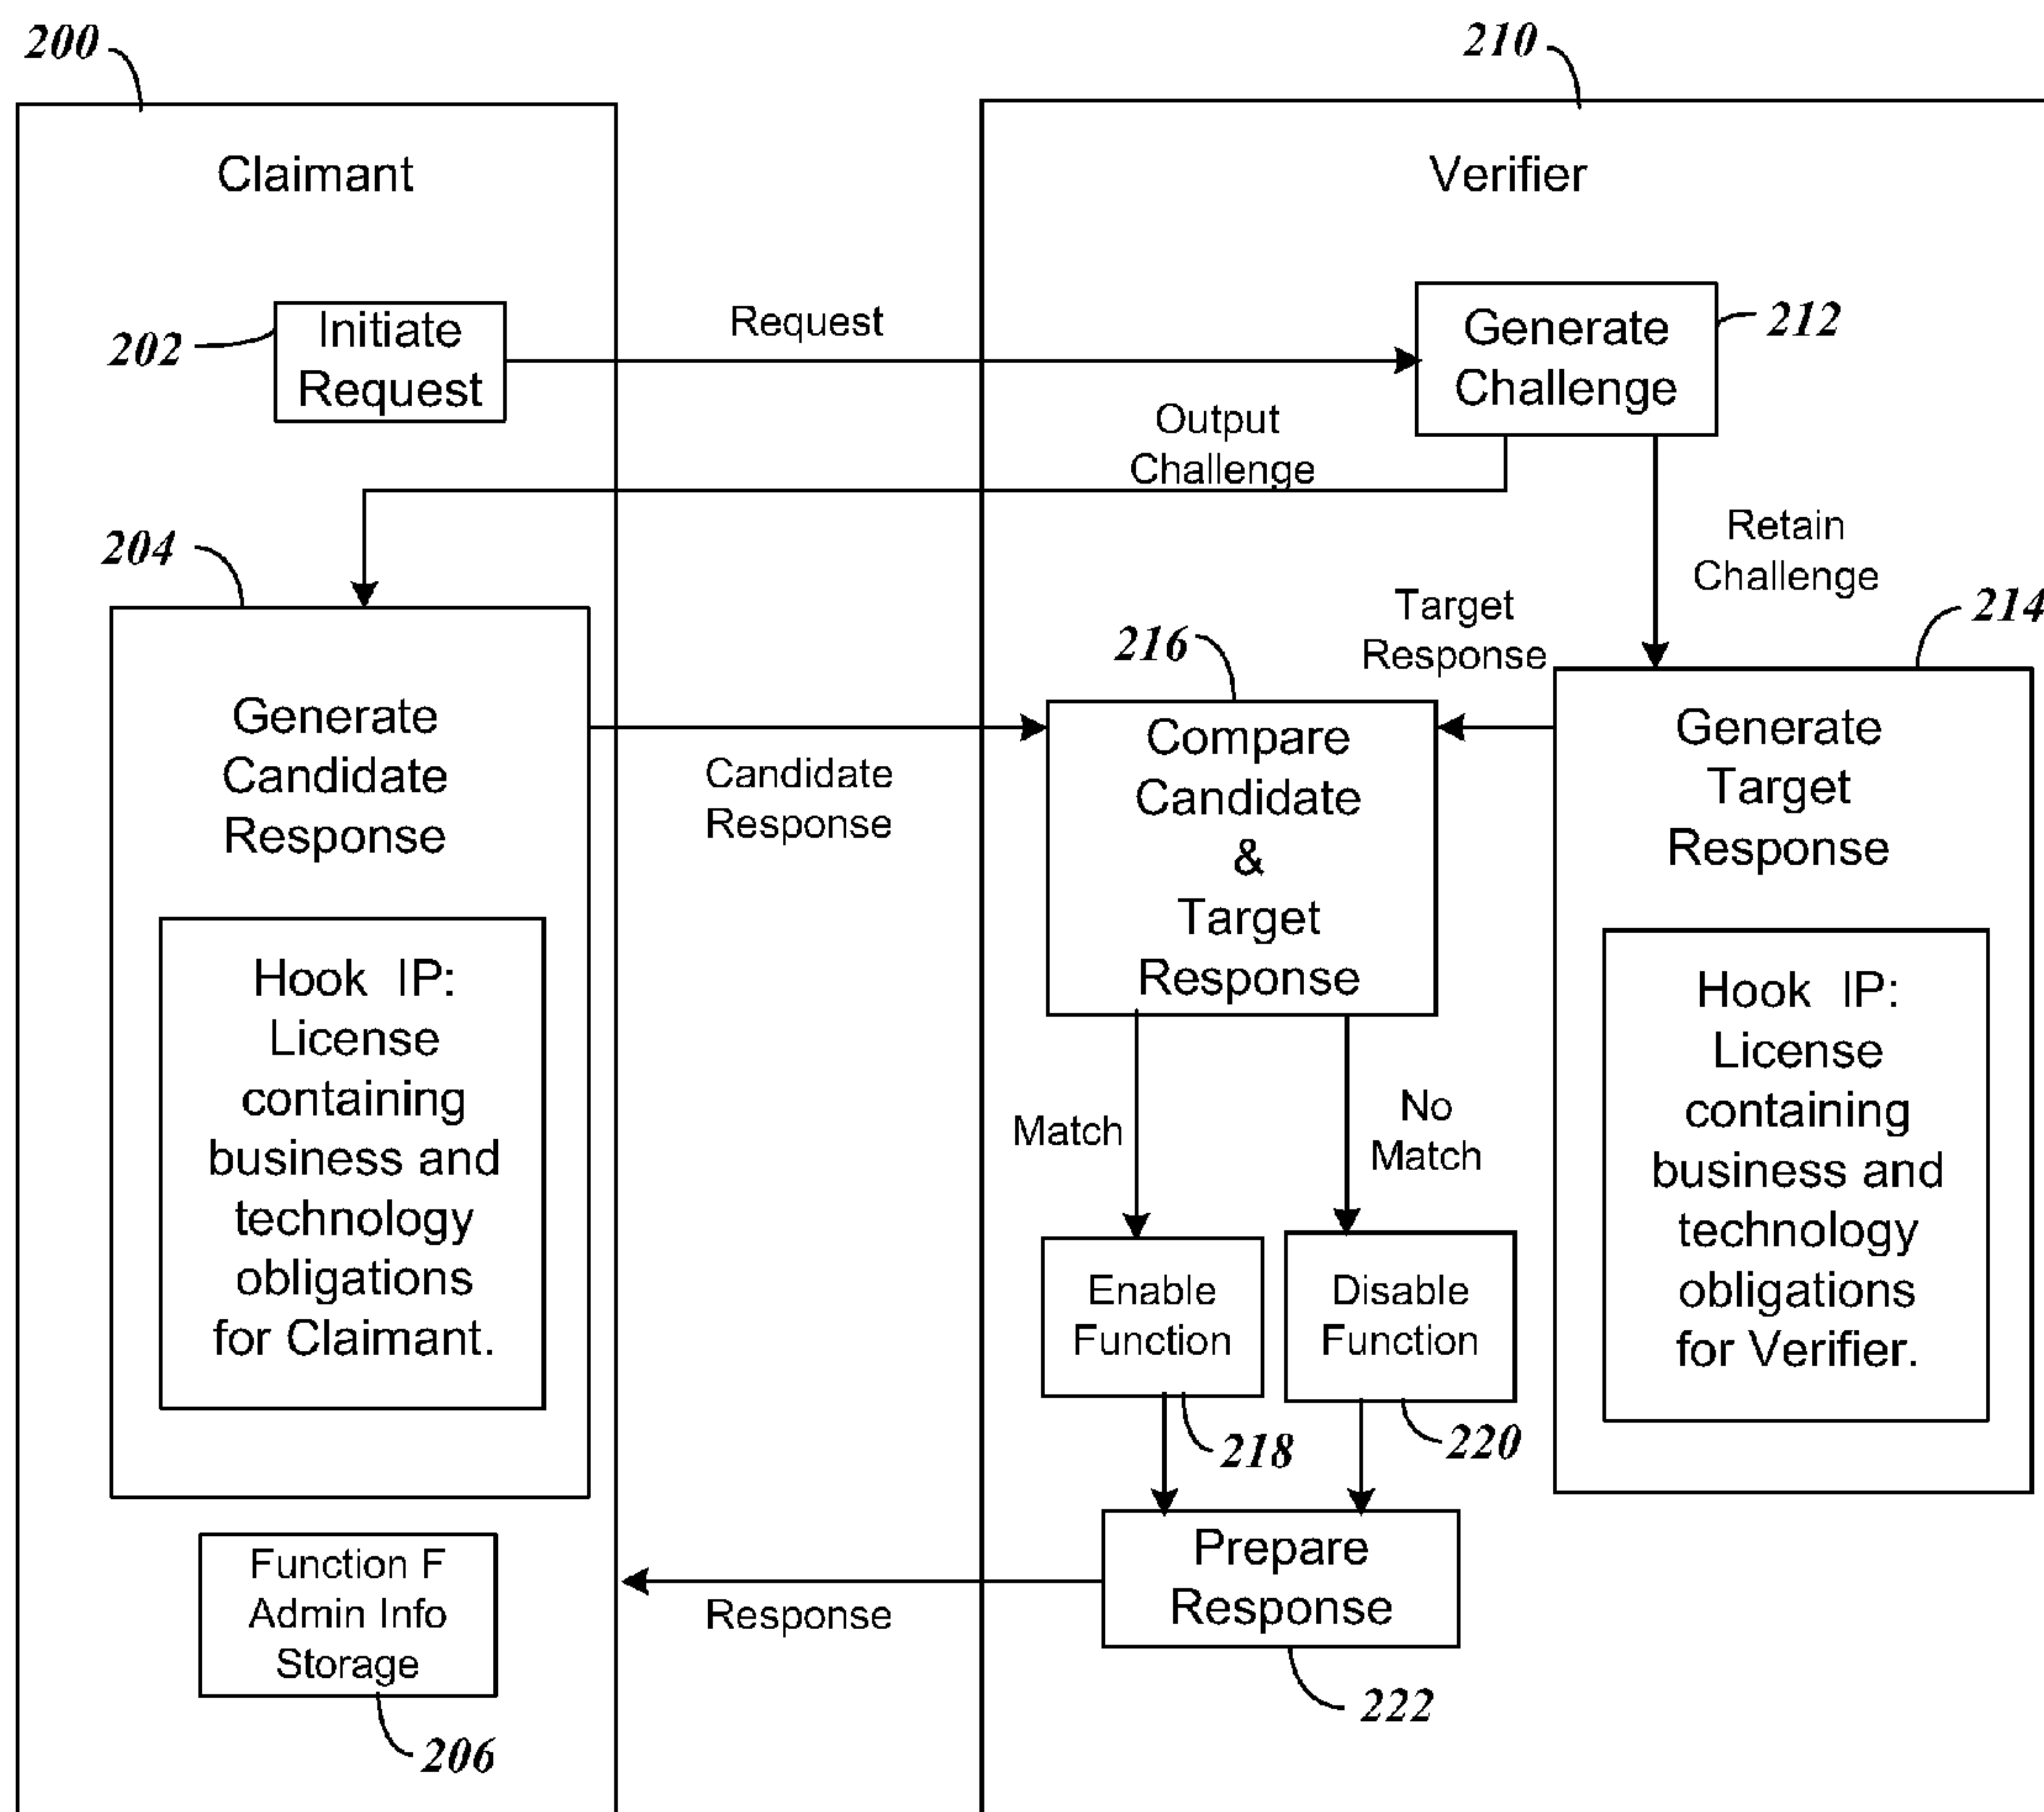 200
210
Claimant
Verifier
202
Initiate
Request
Request
Generate
Challenge
212
Output
Challenge
Retain
Challenge
204
Generate
Candidate
Response
Hook IP:
License
containing
business and
technology
obligations
for Claimant.
Candidate
Response
216
Target
Response
Compare
Candidate
&
Target
Response
214
Generate
Target
Response
Hook IP:
License
containing
business and
technology
obligations
for Verifier.
Match
No
Match
Enable
Function
Disable
Function
218
220
Prepare
Response
222
Response
Function F
Admin Info
Storage
206